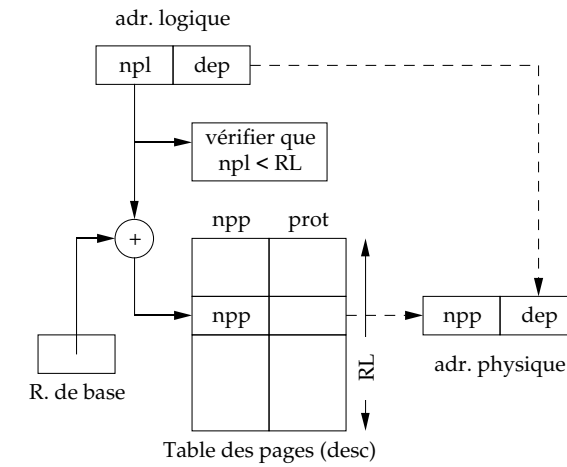 adr. logique
npl dep
vérifier que
npl < RL
npp prot
+
npp
npp dep
RL
adr. physique
R. de base
Table des pages (desc)